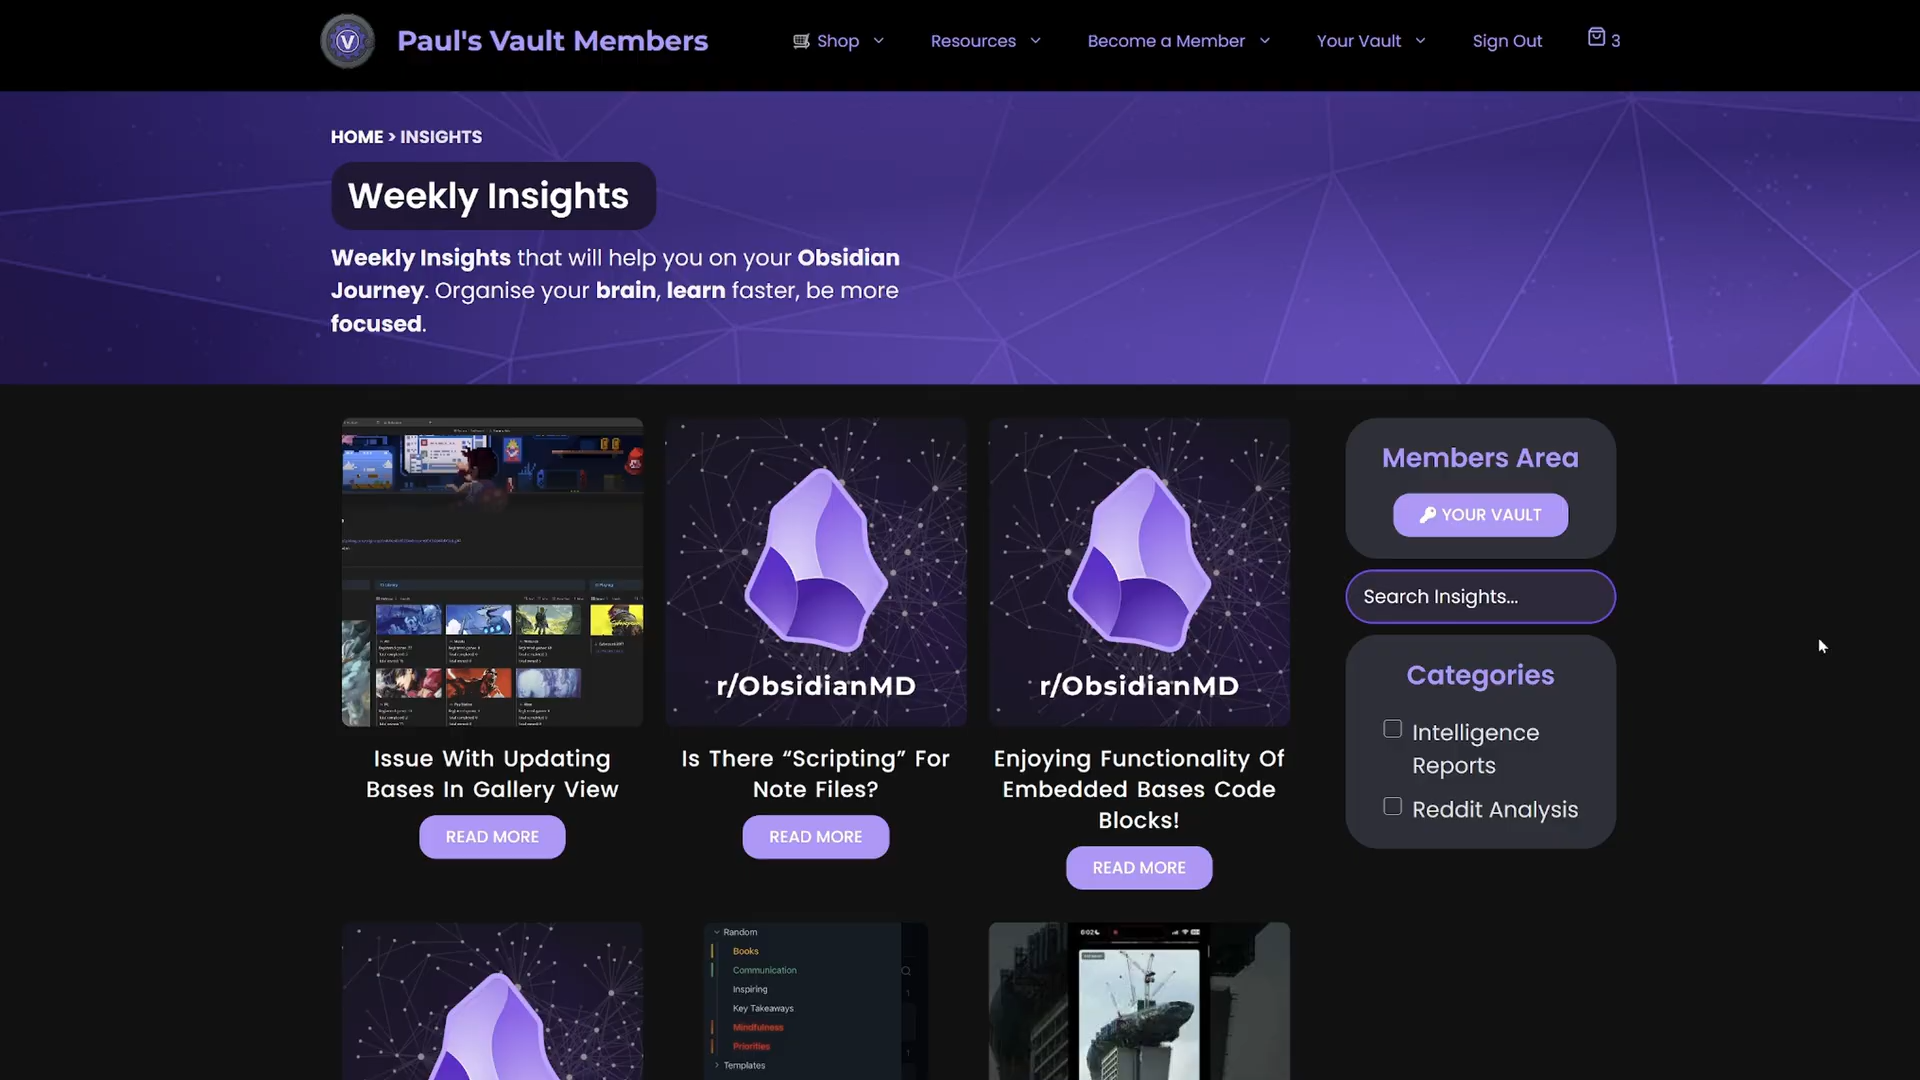 V
Paul's Vault Members
Shop
Resources
Become a Member
Your Vault
Sign Out
3
HOME > INSIGHTS
Weekly Insights
Weekly Insights that will help you on your Obsidian
Journey. Organise your brain, learn faster, be more
focused.
r/ObsidianMD
r/ObsidianMD
Issue With Updating
Bases In Gallery View
READ MORE
Is There “Scripting” For
Note Files?
READ MORE
Enjoying Functionality Of
Embedded Bases Code
Blocks!
READ MORE
Members Area
YOUR VAULT
Search Insights...
Categories
Intelligence
Reports
Reddit Analysis
Random
Books
Communication
Inspiring
Key Takeaways
Mindfulness
Priorities
Templates
6:02